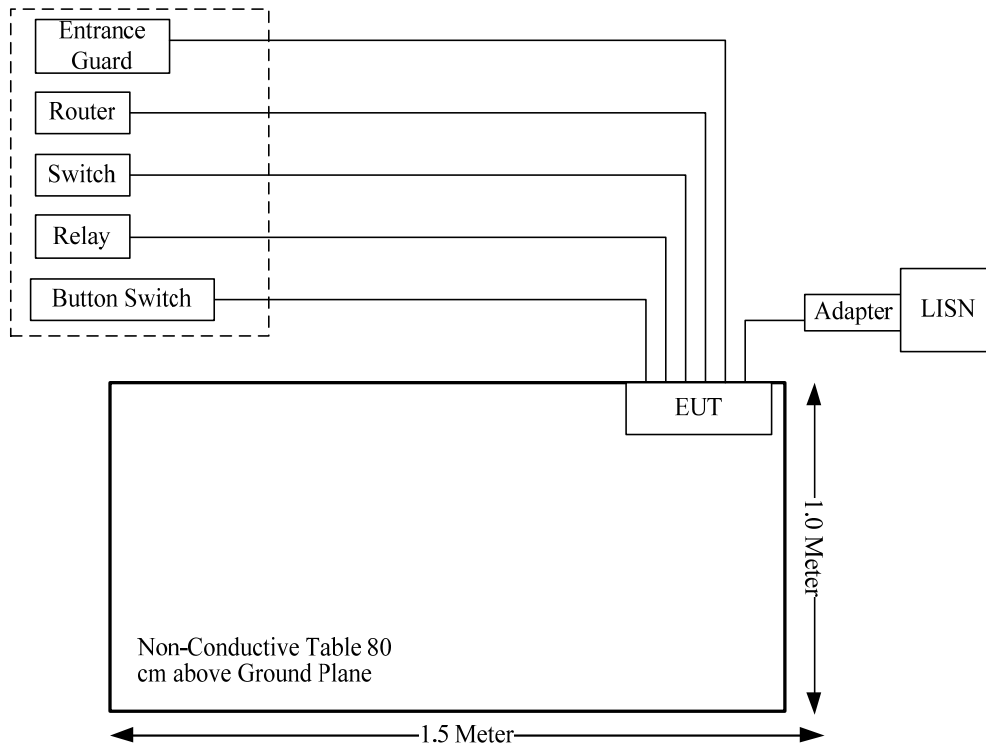 Entrance
Guard
Router
Switch
Relay
Button Switch
Adapter
LISN
EUT
1.0 Meter
Non-Conductive Table 80
cm above Ground Plane
1.5 Meter